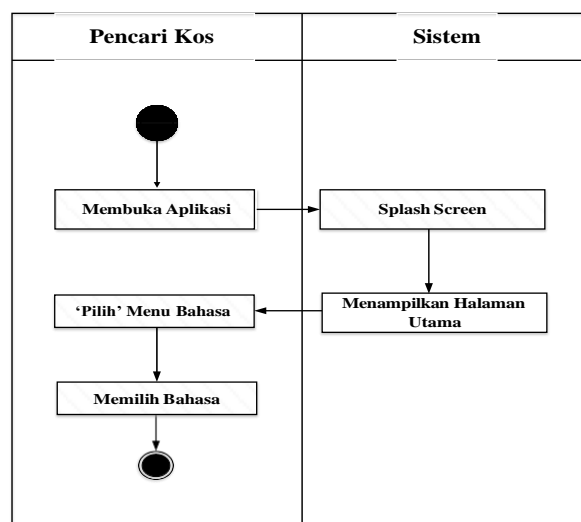 Pencari Kos
Sistem
Membuka Aplikasi
Splash Screen
Menampilkan Halaman
Utama
‘Pilih’ Menu Bahasa
Memilih Bahasa